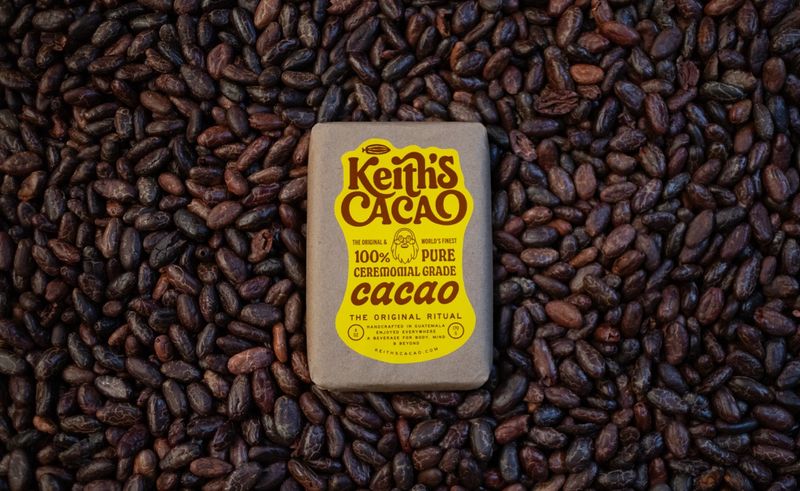 Keith's
CACAO
THE ORIGINAL & WORLD'S FINEST
100% PURE
CEREMONIAL GRADE
cacao
THE ORIGINAL RITUAL
HANDCRAFTED IN GUATEMALA
ENJOYED EVERYWHERE
A BEVERAGE FOR BODY, MIND
& BEYOND
KEITHSCACAO.COM